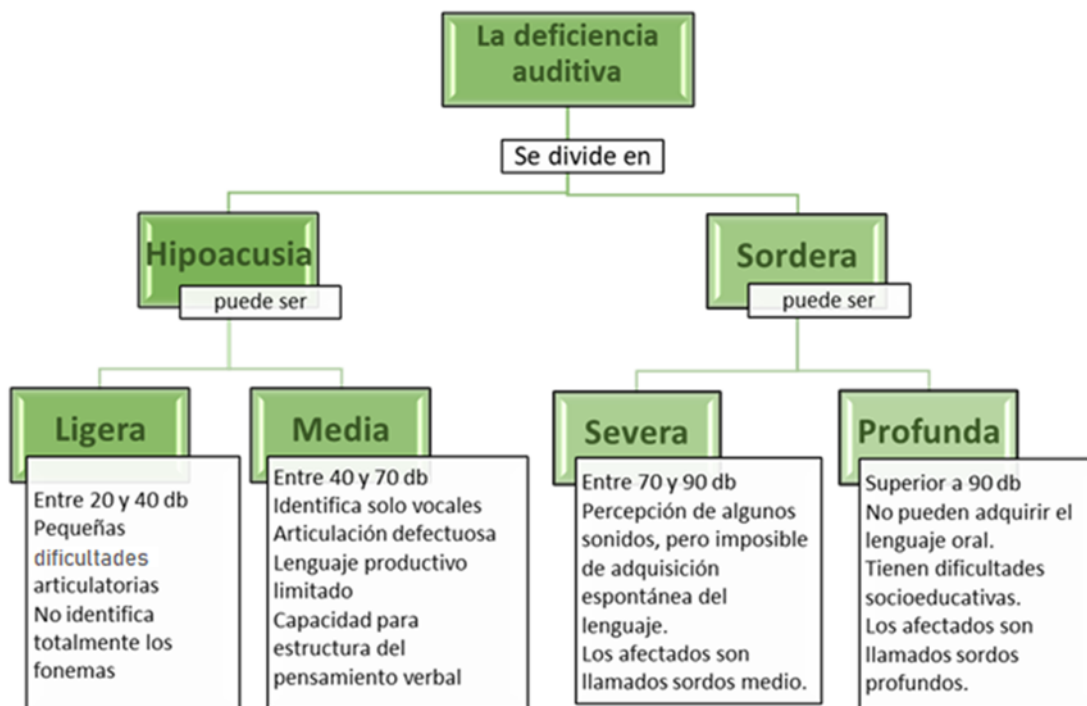 La deficiencia
auditiva
Se divide en
Hipoacusia
puede ser
Sordera
puede ser
Ligera
Entre 20 y 40 db
Pequeñas
dificultades
articulatorias
No identifica
totalmente los
fonemas
Media
Entre 40 y 70 db
Identifica solo vocales
Articulación defectuosa
Lenguaje productivo
limitado
Capacidad para
estructura del
pensamiento verbal
Severa
Entre 70 y 90 db
Percepción de algunos
sonidos, pero imposible
de adquisición
espontánea del
lenguaje.
Los afectados son
llamados sordos medio.
Profunda
Superior a 90 db
No pueden adquirir el
lenguaje oral.
Tienen dificultades
socioeducativas.
Los afectados son
llamados sordos
profundos.